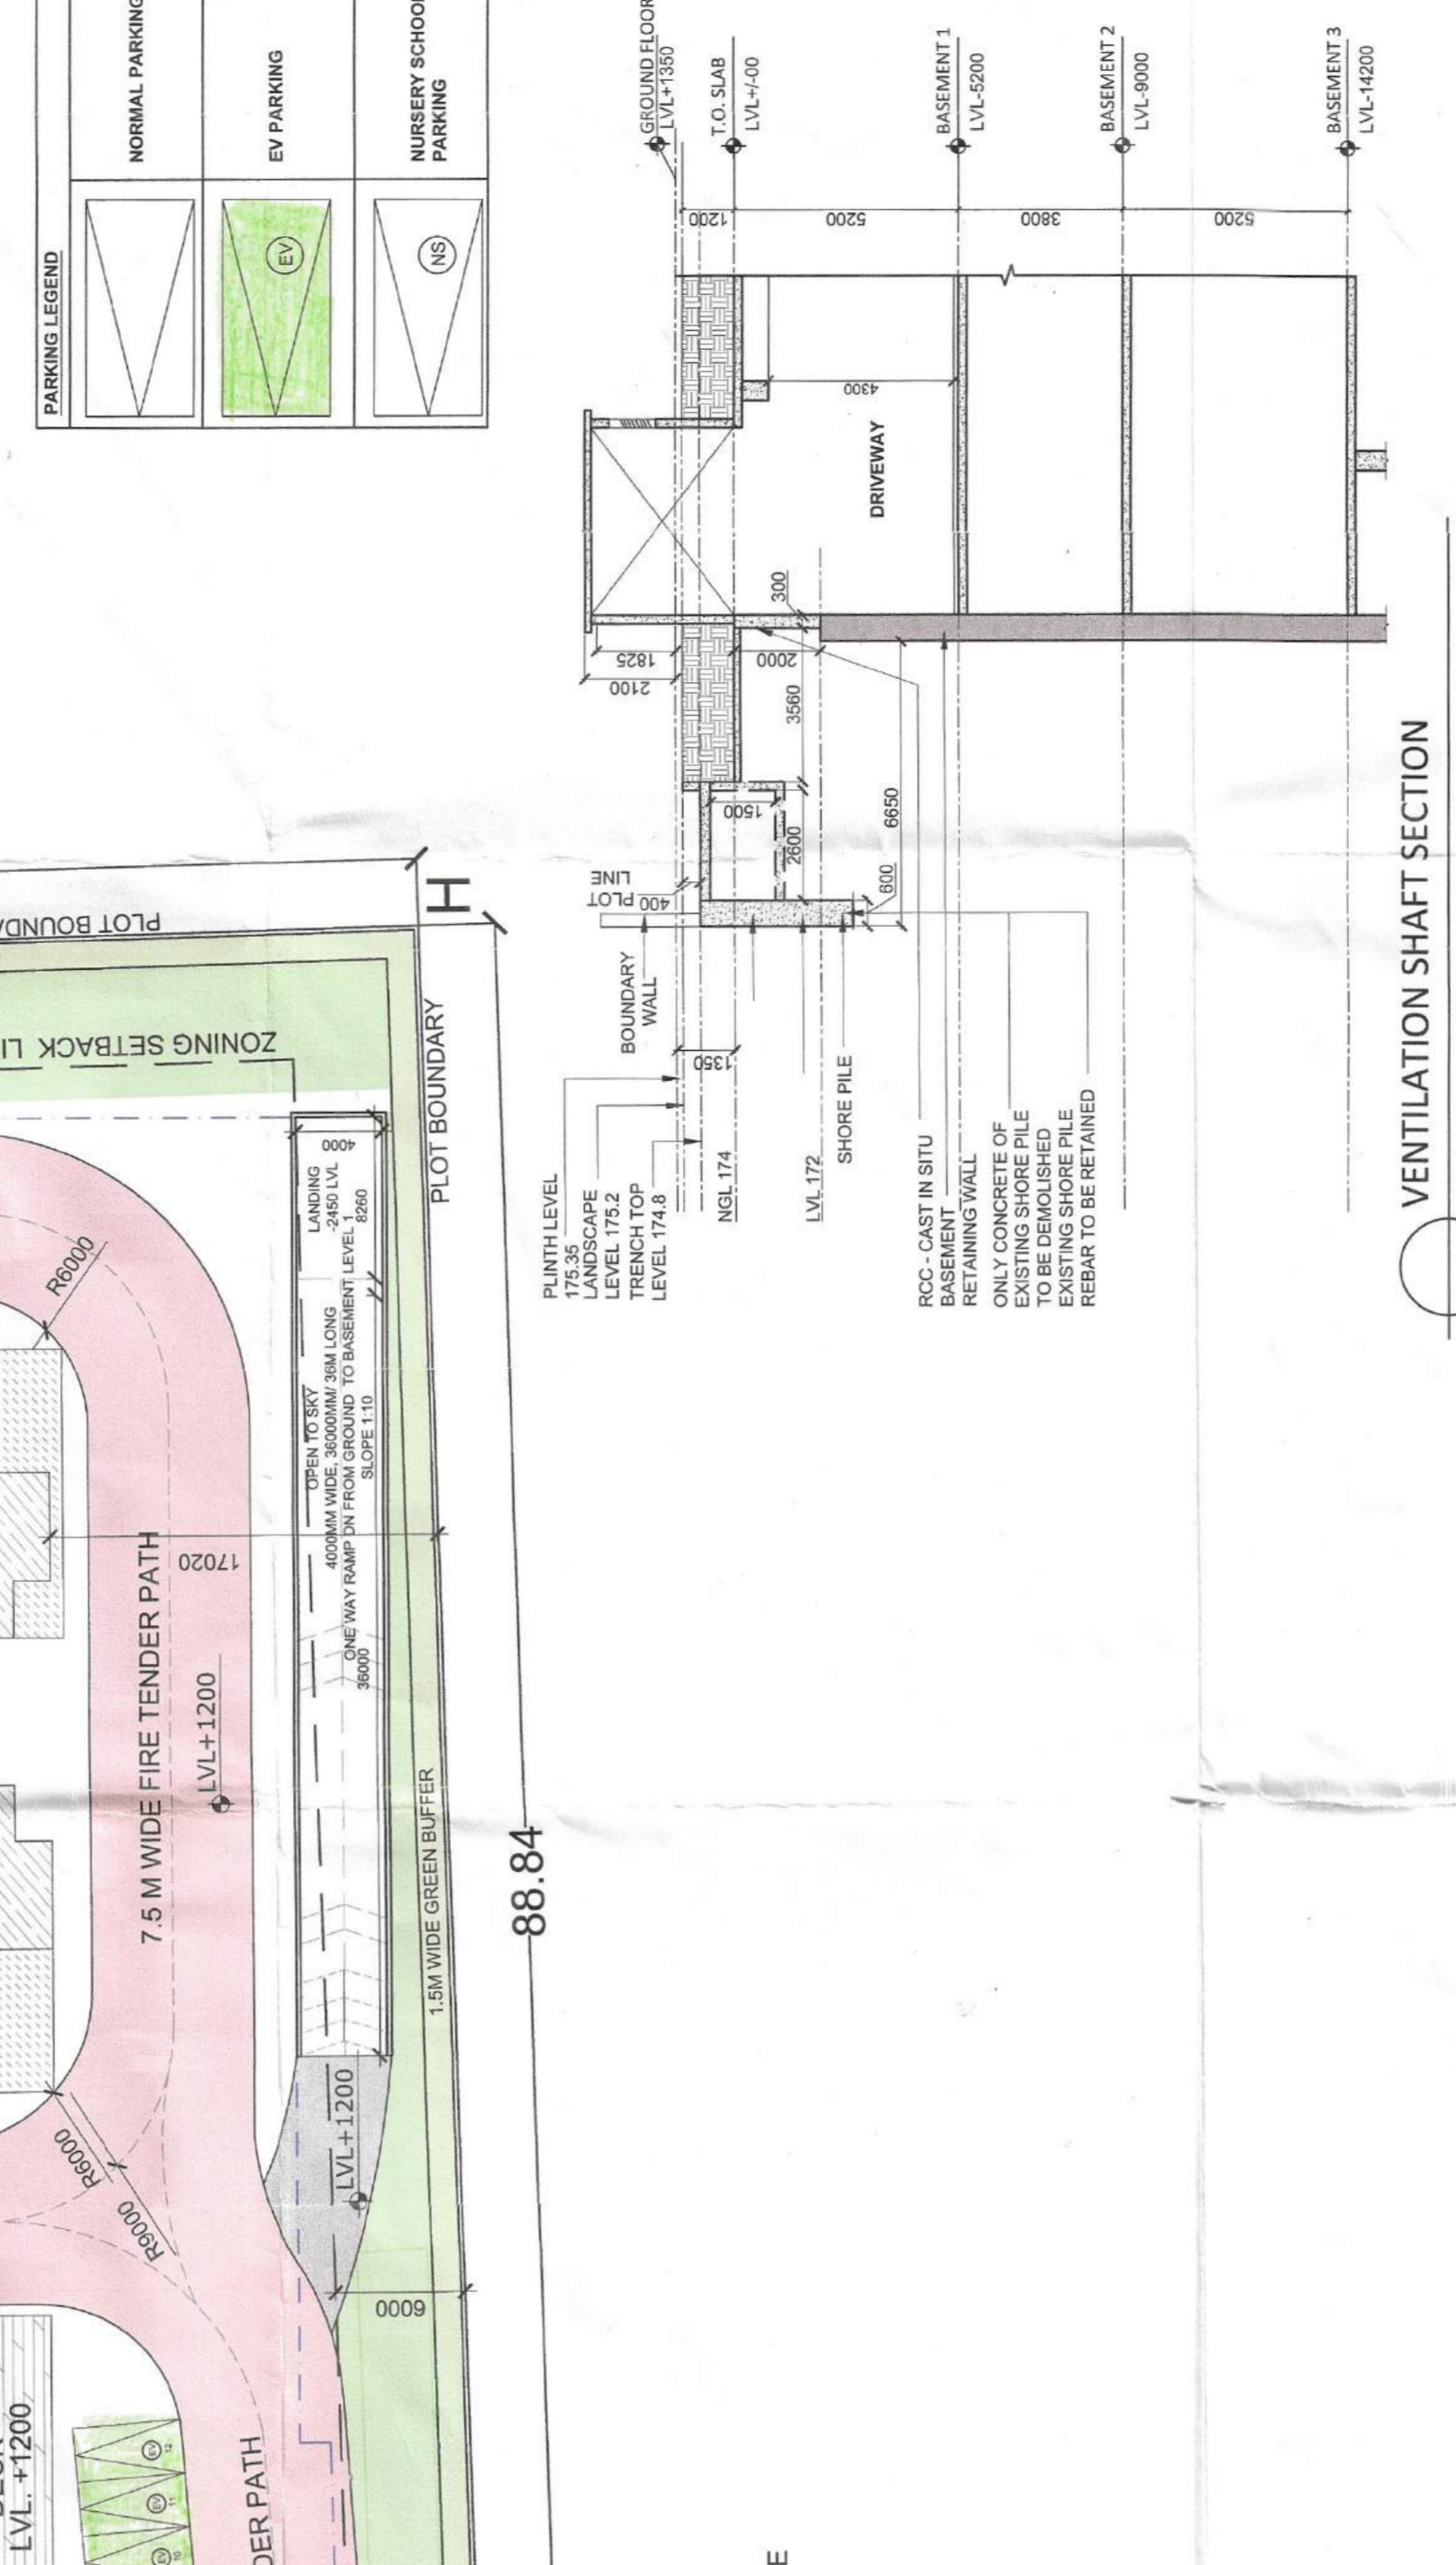 PARKING LEGEND
NORMAL PARKING
EV
EV PARKING
NS
NURSERY SCHOOL
PARKING
PLOT BOUNDA
H
ZONING SETBACK LI
PLOT BOUNDARY
R6000
LANDING
-2450 LVL
4000
8260
OPEN TO SKY
4000MM WIDE, 36000MM/ 36M LONG
ONE WAY RAMP DN FROM GROUND TO BASEMENT LEVEL 1
SLOPE 1:10
36000
17020
7.5 M WIDE FIRE TENDER PATH
LVL+1200
1.5M WIDE GREEN BUFFER
88.84
LVL+1200
R6000
R9000
6000
LVL. +1200
EV
12
EV
11
EV
10
DER PATH
GROUND FLOOR
LVL+1350
T.O. SLAB
LVL+/-00
BASEMENT 1
LVL-5200
BASEMENT 2
LVL-9000
BASEMENT 3
LVL-14200
1200
5200
3800
5200
4300
DRIVEWAY
300
1825
2100
2000
3560
1500
2600
6650
600
PLOT
LINE
400
BOUNDARY
WALL
1350
PLINTH LEVEL
175.35
LANDSCAPE
LEVEL 175.2
TRENCH TOP
LEVEL 174.8
NGL 174
LVL 172
SHORE PILE
RCC - CAST IN SITU
BASEMENT
RETAINING WALL
ONLY CONCRETE OF
EXISTING SHORE PILE
TO BE DEMOLISHED
EXISTING SHORE PILE
REBAR TO BE RETAINED
VENTILATION SHAFT SECTION
E